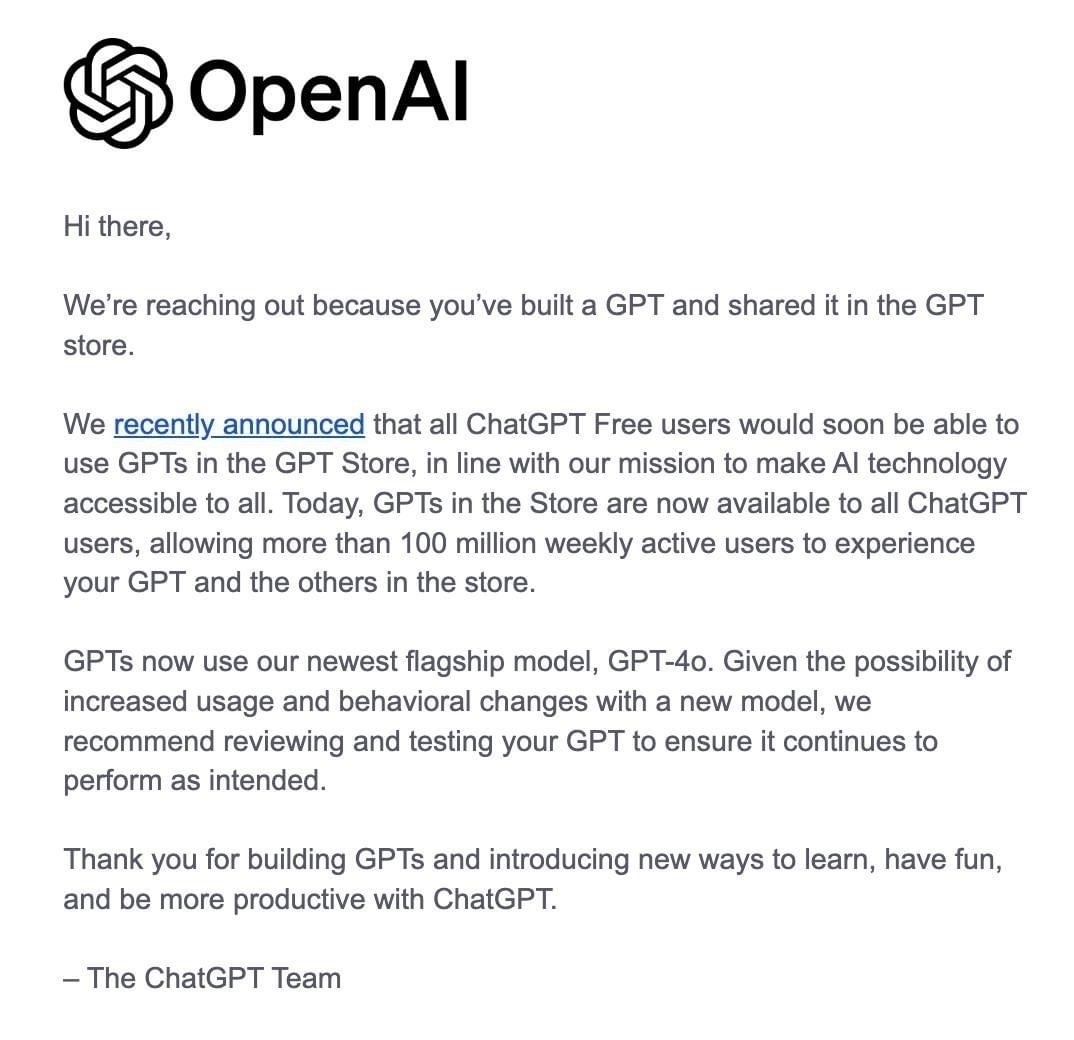 OpenAI
Hi there,
We’re reaching out because you’ve built a GPT and shared it in the GPT
store.
We recently announced that all ChatGPT Free users would soon be able to
use GPTs in the GPT Store, in line with our mission to make AI technology
accessible to all. Today, GPTs in the Store are now available to all ChatGPT
users, allowing more than 100 million weekly active users to experience
your GPT and the others in the store.
GPTs now use our newest flagship model, GPT-4o. Given the possibility of
increased usage and behavioral changes with a new model, we
recommend reviewing and testing your GPT to ensure it continues to
perform as intended.
Thank you for building GPTs and introducing new ways to learn, have fun,
and be more productive with ChatGPT.
– The ChatGPT Team